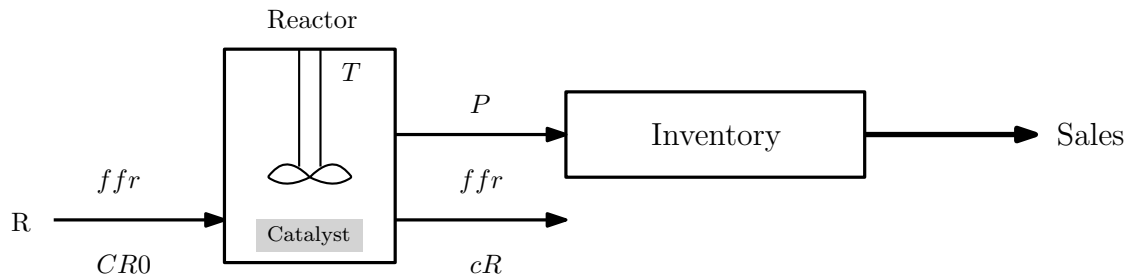 Reactor
T
P
Inventory
Sales
ffr
ffr
R
Catalyst
CR0
cR